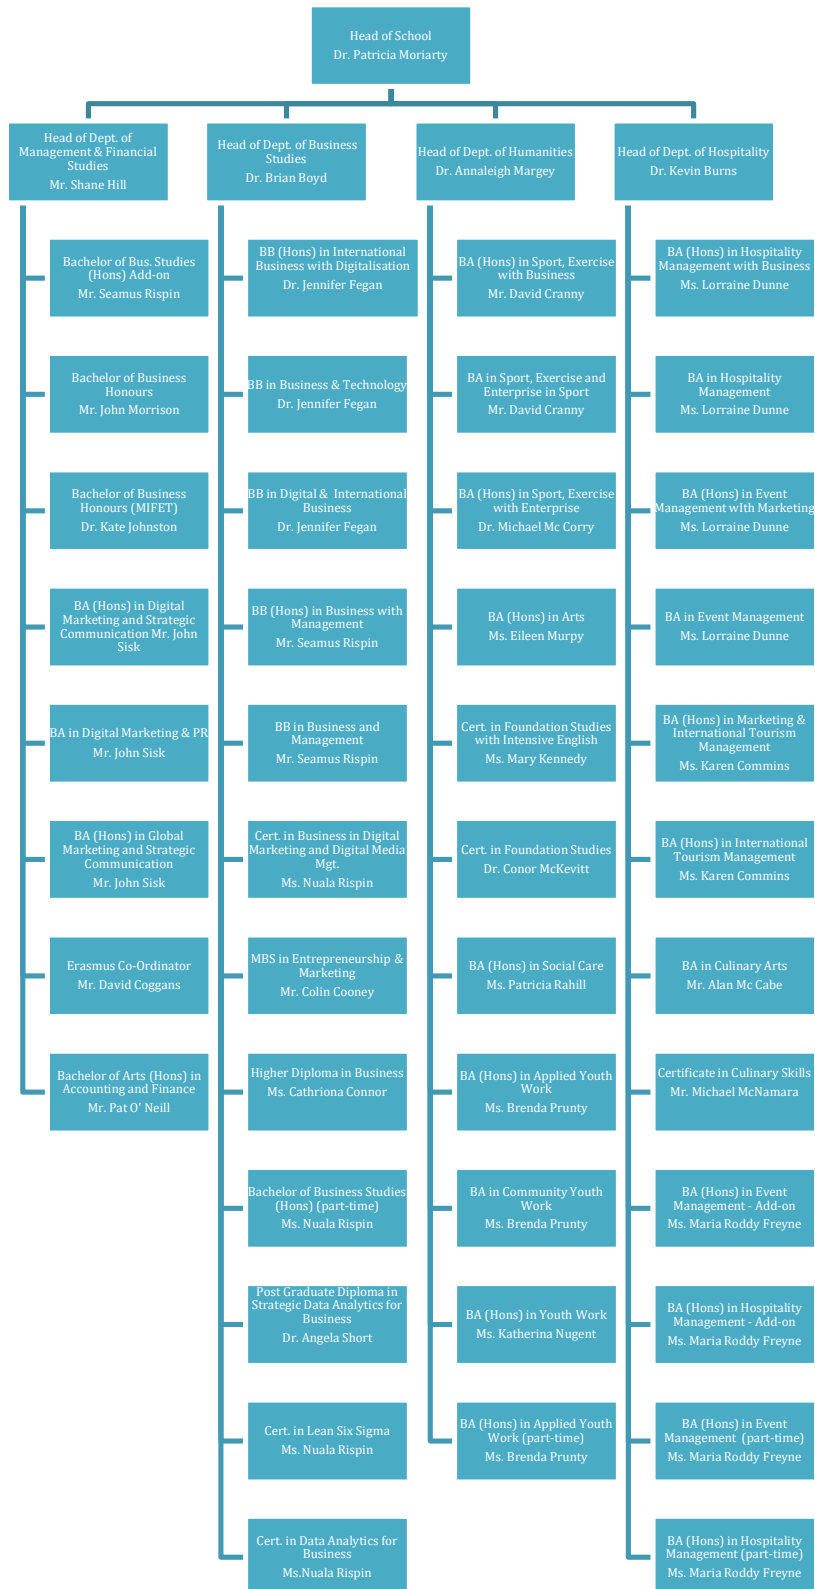 Head of School
Dr. Patricia Moriarty
Head of Dept. of
Management & Financial
Studies
Mr. Shane Hill
Bachelor of Bus. Studies
(Hons) Add-on
Mr. Seamus Rispin
Bachelor of Business
Honours
Mr. John Morrison
Bachelor of Business
Honours (MIFET)
Dr. Kate Johnston
BA (Hons) in Digital
Marketing and Strategic
Communication Mr. John
Sisk
BA in Digital Marketing & PR
Mr. John Sisk
BA (Hons) in Global
Marketing and Strategic
Communication
Mr. John Sisk
Erasmus Co-Ordinator
Mr. David Coggans
Bachelor of Arts (Hons) in
Accounting and Finance
Mr. Pat O' Neill
Head of Dept. of Business
Studies
Dr. Brian Boyd
BB (Hons) in International
Business with Digitalisation
Dr. Jennifer Fegan
BB in Business & Technology
Dr. Jennifer Fegan
BB in Digital & International
Business
Dr. Jennifer Fegan
BB (Hons) in Business with
Management
Mr. Seamus Rispin
BB in Business and
Management
Mr. Seamus Rispin
Cert. in Business in Digital
Marketing and Digital Media
Mgt.
Ms. Nuala Rispin
MBS in Entrepreneurship &
Marketing
Mr. Colin Cooney
Higher Diploma in Business
Ms. Cathriona Connor
Bachelor of Business Studies
(Hons) (part-time)
Ms. Nuala Rispin
Post Graduate Diploma in
Strategic Data Analytics for
Business
Dr. Angela Short
Cert. in Lean Six Sigma
Ms. Nuala Rispin
Cert. in Data Analytics for
Business
Ms.Nuala Rispin
Head of Dept. of Humanities
Dr. Annaleigh Margey
BA (Hons) in Sport, Exercise
with Business
Mr. David Cranny
BA in Sport, Exercise and
Enterprise in Sport
Mr. David Cranny
BA (Hons) in Sport, Exercise
with Enterprise
Dr. Michael Mc Corry
BA (Hons) in Arts
Ms. Eileen Murpy
Cert. in Foundation Studies
with Intensive English
Ms. Mary Kennedy
Cert. in Foundation Studies
Dr. Conor McKevitt
BA (Hons) in Social Care
Ms. Patricia Rahill
BA (Hons) in Applied Youth
Work
Ms. Brenda Prunty
BA in Community Youth
Work
Ms. Brenda Prunty
BA (Hons) in Youth Work
Ms. Katherina Nugent
BA (Hons) in Applied Youth
Work (part-time)
Ms. Brenda Prunty
Head of Dept. of Hospitality
Dr. Kevin Burns
BA (Hons) in Hospitality
Management with Business
Ms. Lorraine Dunne
BA in Hospitality
Management
Ms. Lorraine Dunne
BA (Hons) in Event
Management wIth Marketing
Ms. Lorraine Dunne
BA in Event Management
Ms. Lorraine Dunne
BA (Hons) in Marketing &
International Tourism
Management
Ms. Karen Commins
BA (Hons) in International
Tourism Management
Ms. Karen Commins
BA in Culinary Arts
Mr. Alan Mc Cabe
Certificate in Culinary Skills
Mr. Michael McNamara
BA (Hons) in Event
Management - Add-on
Ms. Maria Roddy Freyne
BA (Hons) in Hospitality
Management - Add-on
Ms. Maria Roddy Freyne
BA (Hons) in Event
Management (part-time)
Ms. Maria Roddy Freyne
BA (Hons) in Hospitality
Management (part-time)
Ms. Maria Roddy Freyne